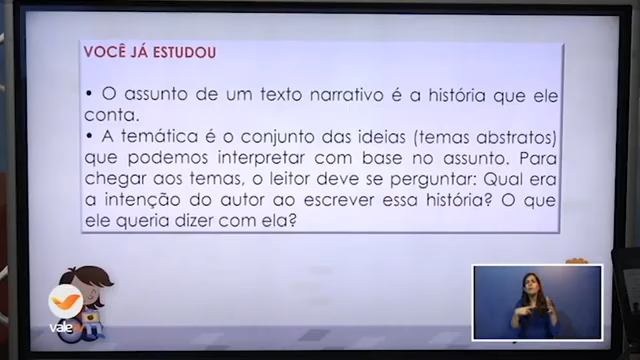 VOCÊ JÁ ESTUDOU
• O assunto de um texto narrativo é a história que ele
conta.
• A temática é o conjunto das ideias (temas abstratos)
que podemos interpretar com base no assunto. Para
chegar aos temas, o leitor deve se perguntar: Qual era
a intenção do autor ao escrever essa história? O que
ele queria dizer com ela?
vale